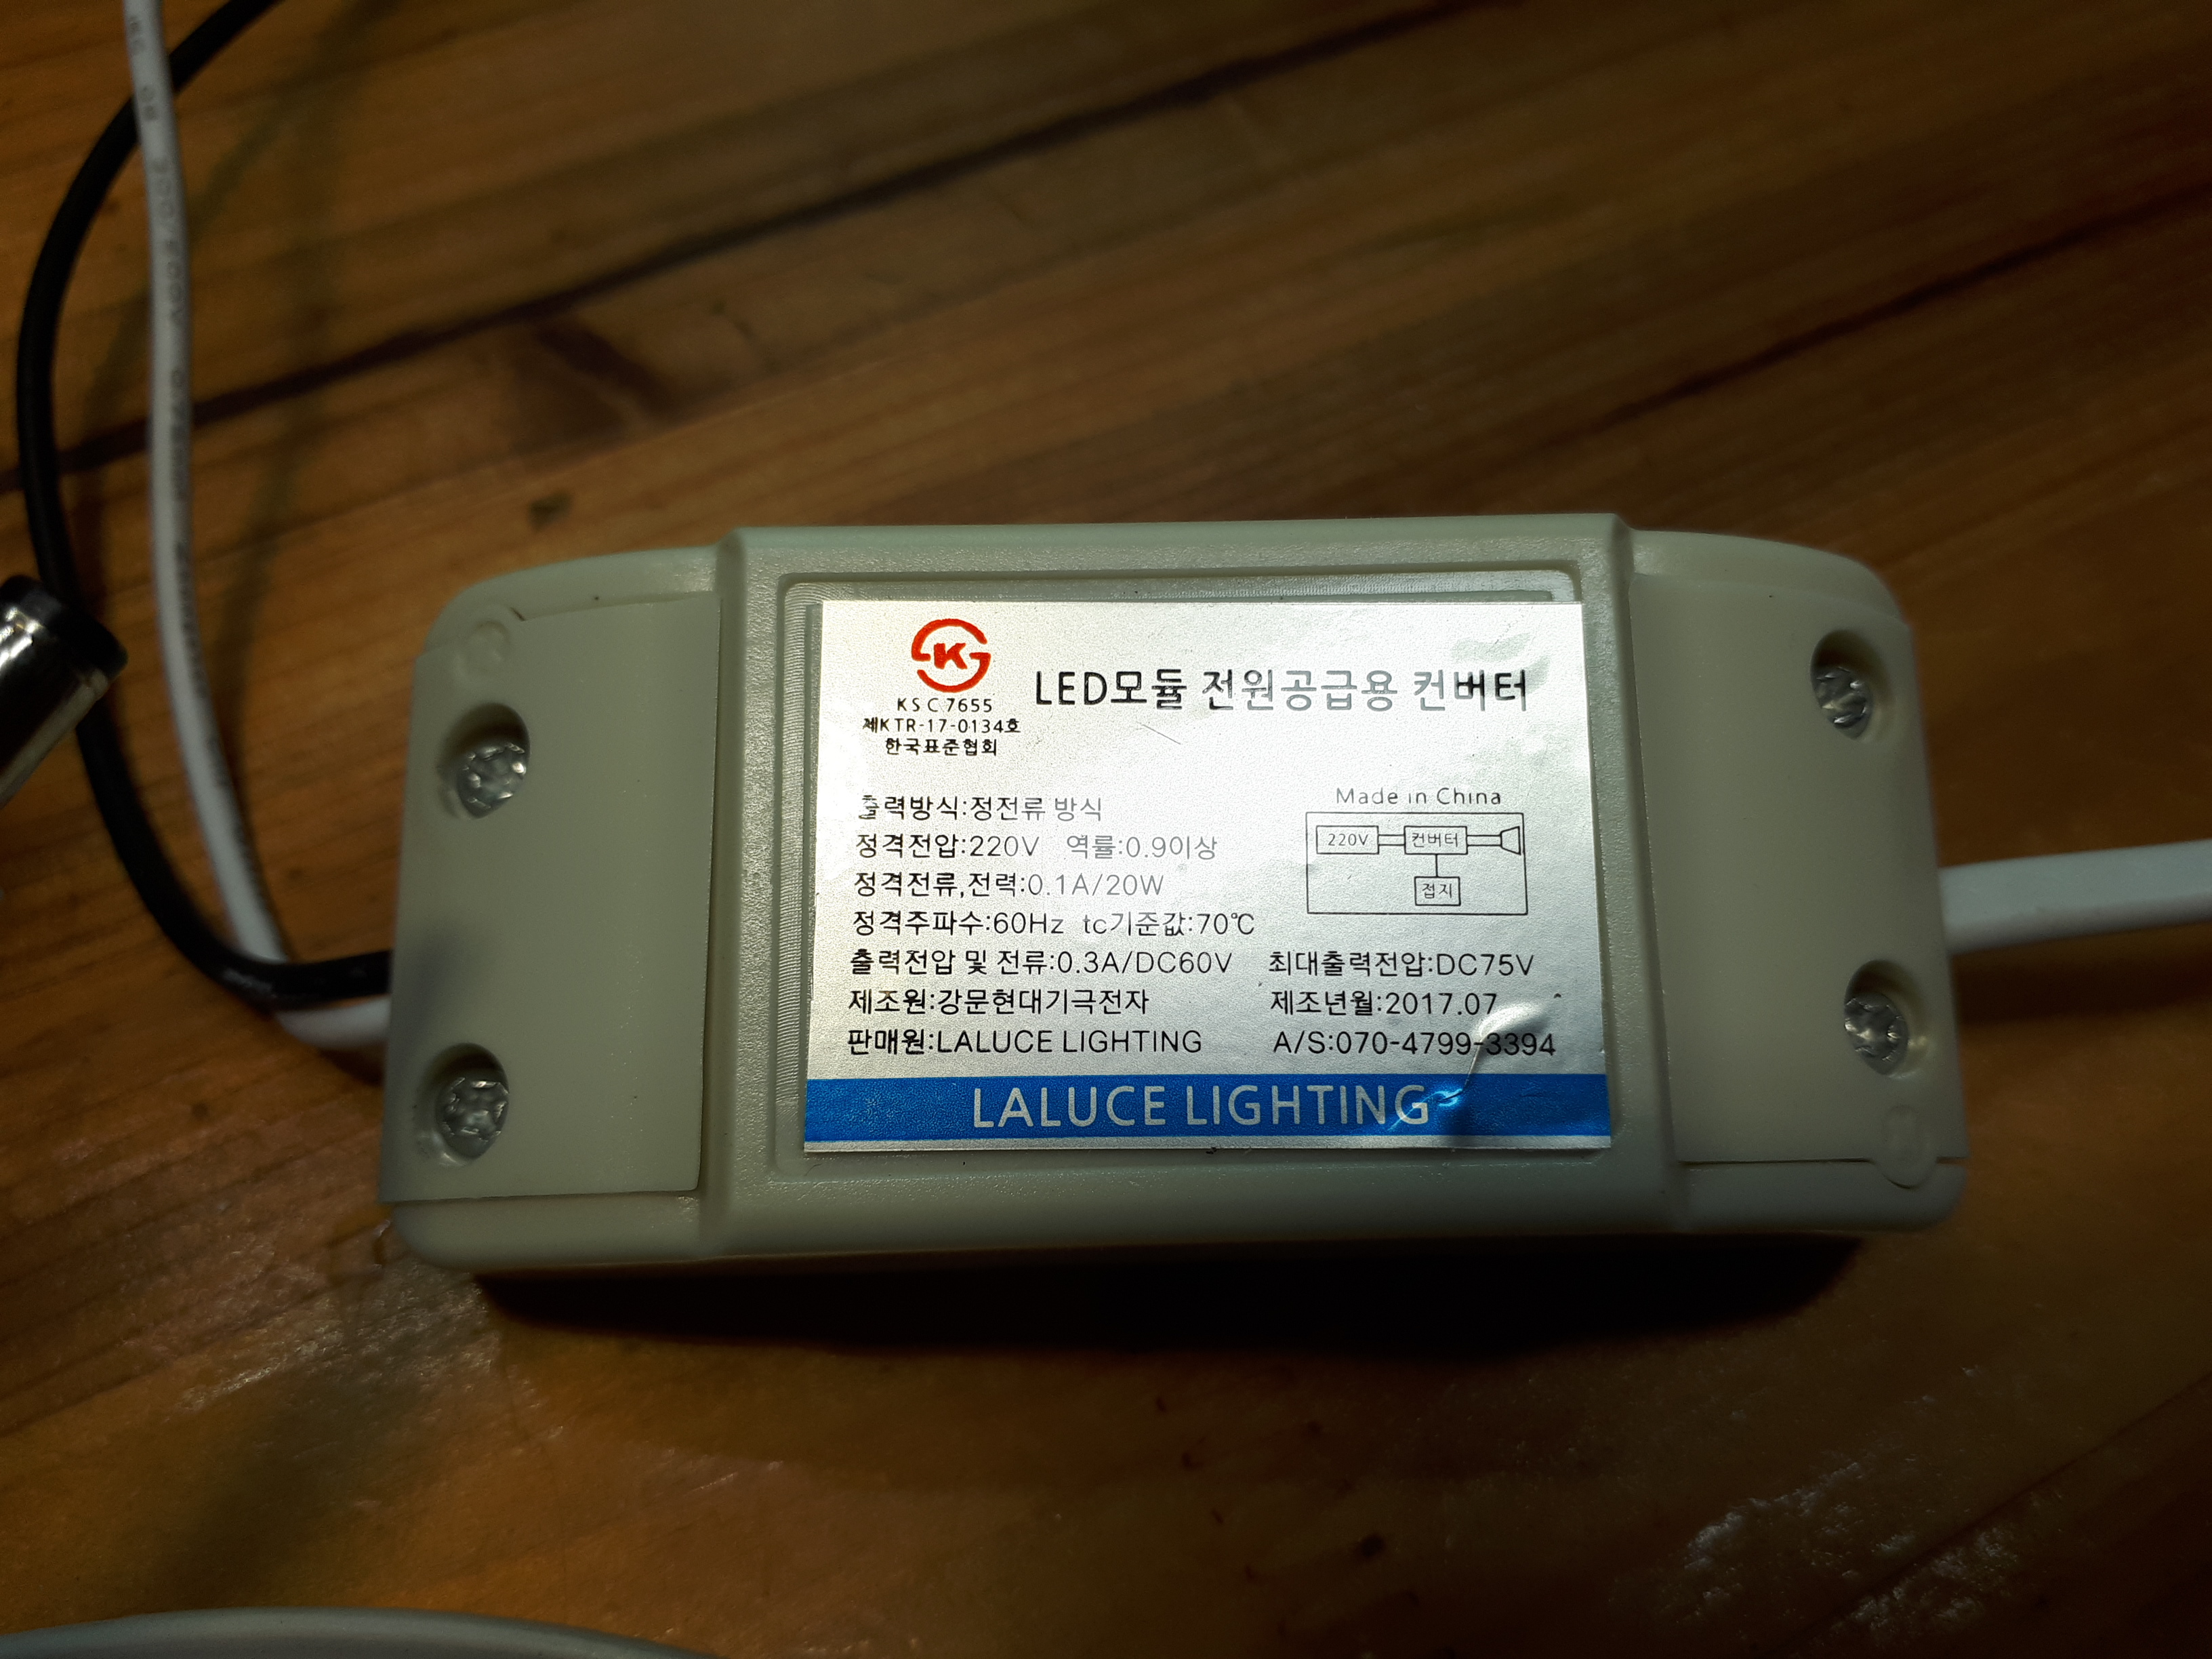 K
KS C 7655
제KTR-17-0134호
한국표준협회
LED모듈 전원공급용 컨버터
출력방식:정전류 방식
정격전압:220V 역률:0.9이상
정격전류,전력:0.1A/20W
정격주파수:60Hz tc기준값:70℃
Made in China
220V 컨버터
접지
출력전압 및 전류:0.3A/DC60V 최대출력전압:DC75V
제조원:강문현대기극전자 제조년월:2017.07
판매원:LALUCE LIGHTING A/S:070-4799-3394
LALUCE LIGHTING